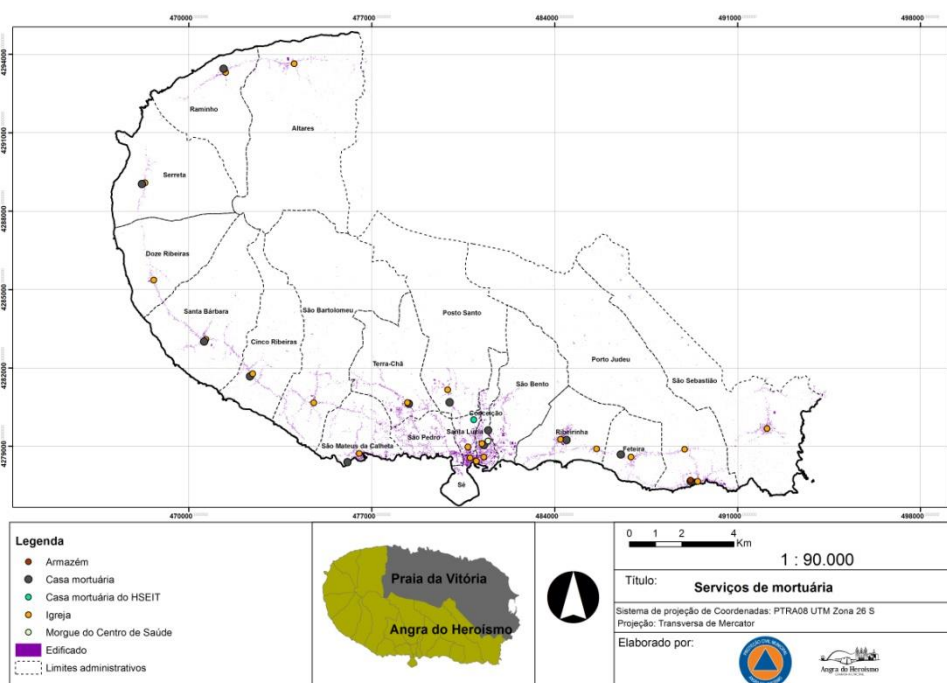 470000 477000 484000 491000 498000
4294000
4291000
4288000
4285000
4282000
4279000
Raminho
Altares
Serreta
Doze Ribeiras
Santa Bárbara
São Bartolomeu
Posto Santo
Cinco Ribeiras
Terra-Chã
Porto Judeu
São Bento
São Sebastião
Conceição
Santa Luzia
Ribeirinha
São Pedro
São Mateus da Calheta
Feteira
Sé
470000 477000 484000 491000 498000
Legenda
Armazém
Casa mortuária
Casa mortuária do HSEIT
Igreja
Morgue do Centro de Saúde
Edificado
Limites administrativos
Praia da Vitória
Angra do Heroísmo
0 1 2 4
Km
1 : 90.000
Título:
Serviços de mortuária
Sistema de projeção de Coordenadas: PTRA08 UTM Zona 26 S
Projeção: Transversa de Mercator
Elaborado por:
Angra do Heroísmo